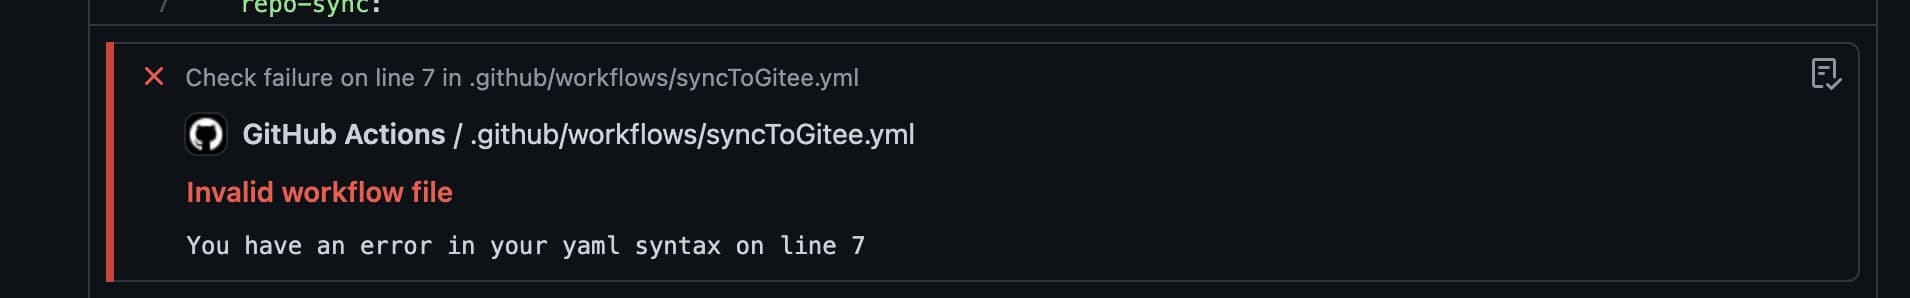 7 repo-sync:
Check failure on line 7 in .github/workflows/syncToGitee.yml
GitHub Actions / .github/workflows/syncToGitee.yml
Invalid workflow file
You have an error in your yaml syntax on line 7